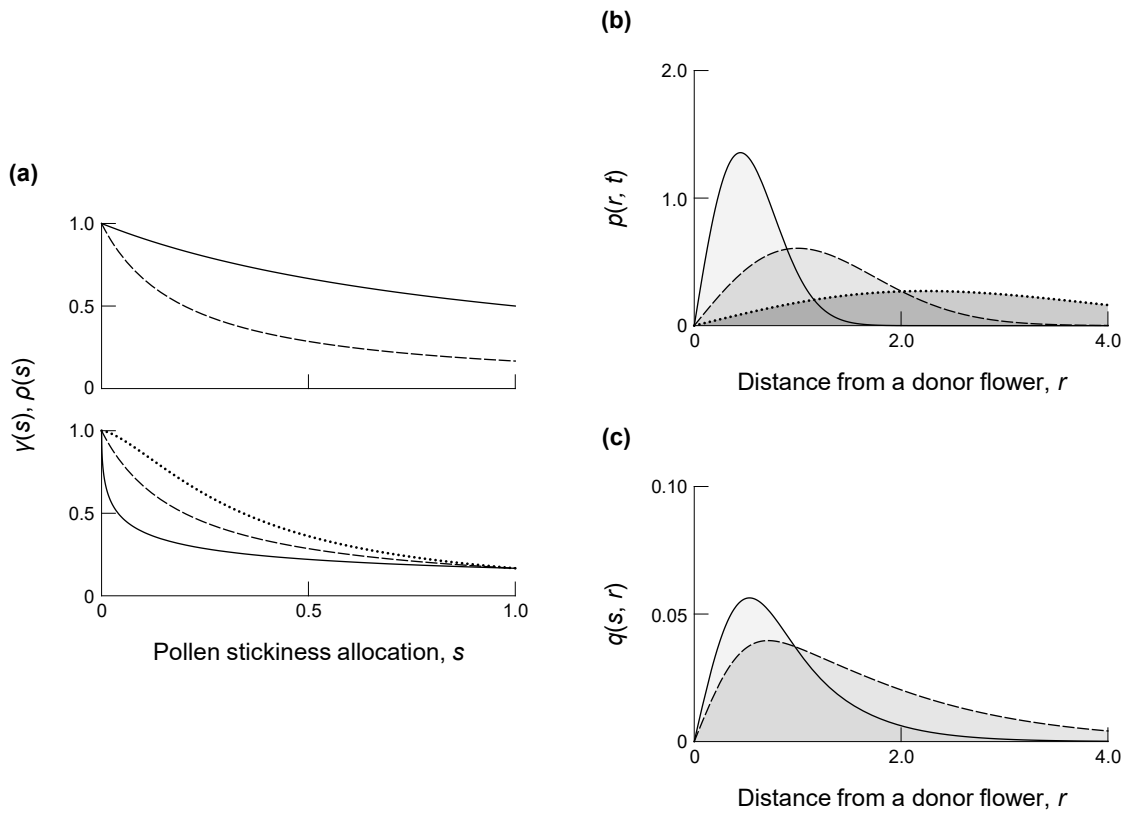 (a)
1.0
0.5
0
1.0
0.5
0
0
0.5
1.0
γ(s), ρ(s)
Pollen stickiness allocation, s
(b)
2.0
1.0
0
0
2.0
4.0
p(r, t)
Distance from a donor flower, r
(c)
0.10
0.05
0
0
2.0
4.0
q(s, r)
Distance from a donor flower, r